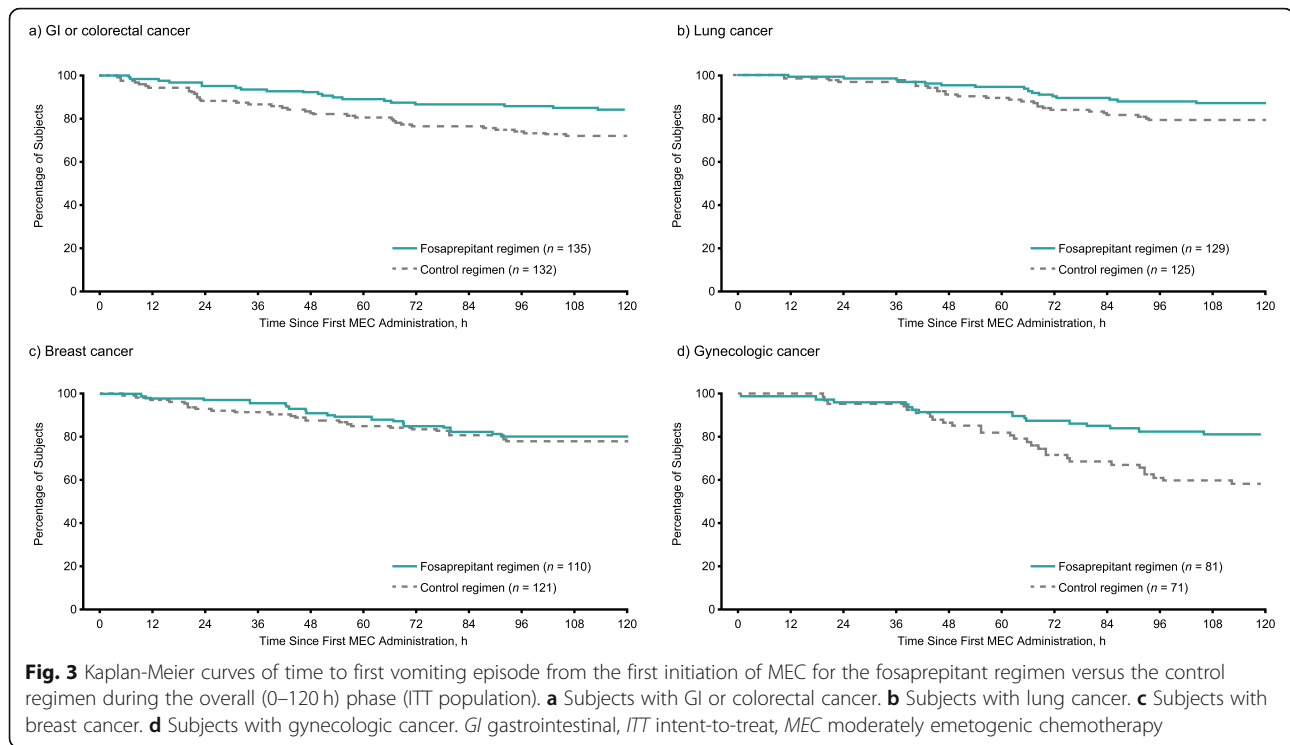 a) GI or colorectal cancer
100
80
60
40
20
0
Percentage of Subjects
Fosaprepitant regimen (n = 135)
Control regimen (n = 132)
0 12 24 36 48 60 72 84 96 108 120
Time Since First MEC Administration, h
b) Lung cancer
100
80
60
40
20
0
Percentage of Subjects
Fosaprepitant regimen (n = 129)
Control regimen (n = 125)
0 12 24 36 48 60 72 84 96 108 120
Time Since First MEC Administration, h
c) Breast cancer
100
80
60
40
20
0
Percentage of Subjects
Fosaprepitant regimen (n = 110)
Control regimen (n = 121)
0 12 24 36 48 60 72 84 96 108 120
Time Since First MEC Administration, h
d) Gynecologic cancer
100
80
60
40
20
0
Percentage of Subjects
Fosaprepitant regimen (n = 81)
Control regimen (n = 71)
0 12 24 36 48 60 72 84 96 108 120
Time Since First MEC Administration, h
Fig. 3 Kaplan-Meier curves of time to first vomiting episode from the first initiation of MEC for the fosaprepitant regimen versus the control
regimen during the overall (0–120 h) phase (ITT population). a Subjects with GI or colorectal cancer. b Subjects with lung cancer. c Subjects with
breast cancer. d Subjects with gynecologic cancer. GI gastrointestinal, ITT intent-to-treat, MEC moderately emetogenic chemotherapy